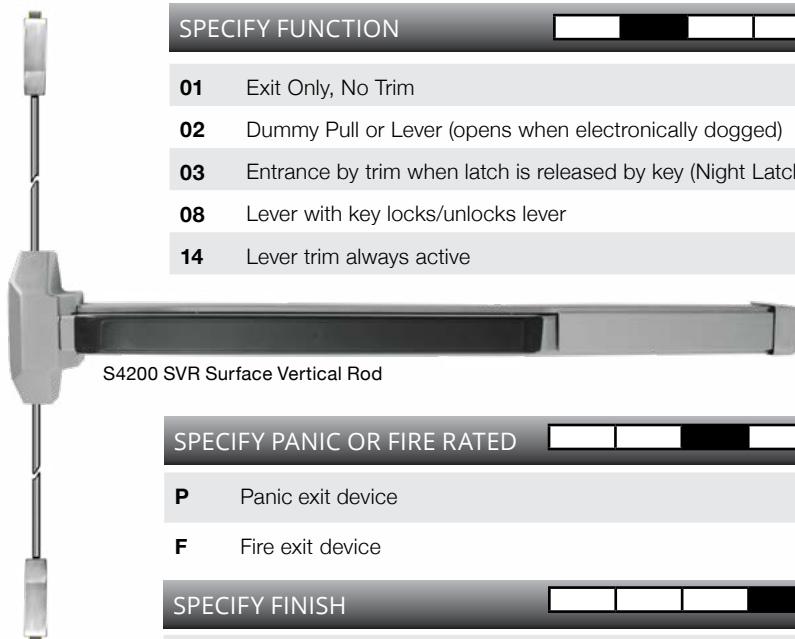 SPECIFY FUNCTION
01 Exit Only, No Trim
02 Dummy Pull or Lever (opens when electronically dogged)
03 Entrance by trim when latch is released by key (Night Latch
08 Lever with key locks/unlocks lever
14 Lever trim always active
S4200 SVR Surface Vertical Rod
SPECIFY PANIC OR FIRE RATED
P Panic exit device
F Fire exit device
SPECIFY FINISH